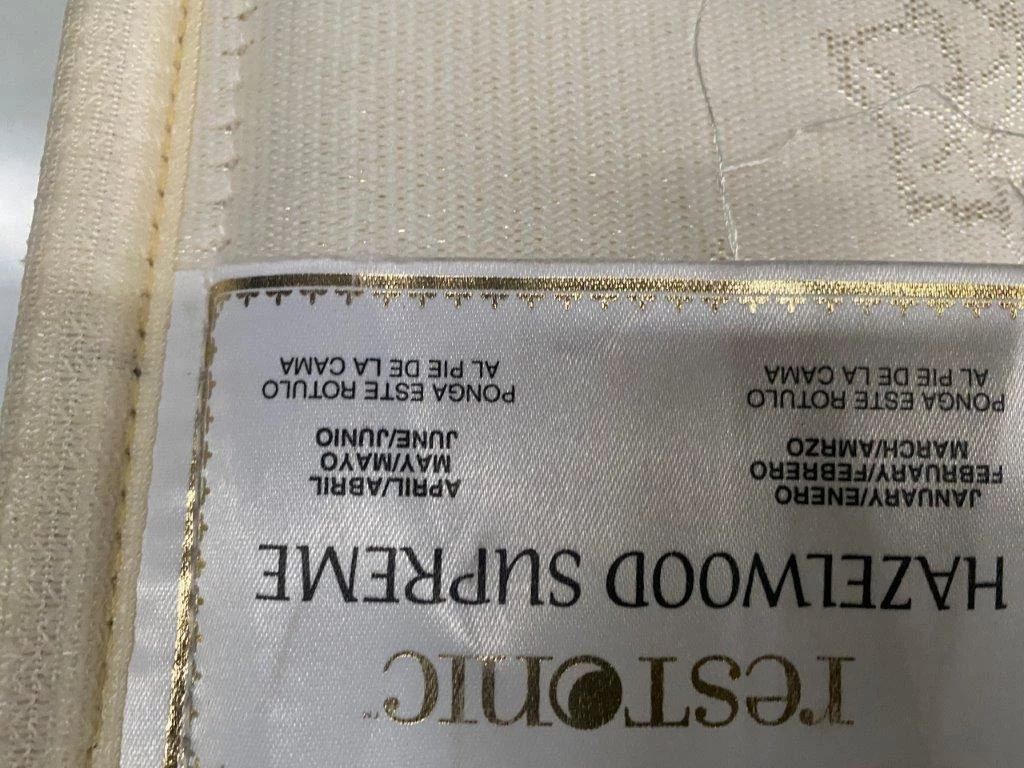 resTonic™
HAZELWOOD SUPREME
JANUARY/ENERO
FEBRUARY/FEBRERO
MARCH/AMRZO
PONGA ESTE ROTULO
AL PIE DE LA CAMA
APRIL/ABRIL
MAY/MAYO
JUNE/JUNIO
PONGA ESTE ROTULO
AL PIE DE LA CAMA